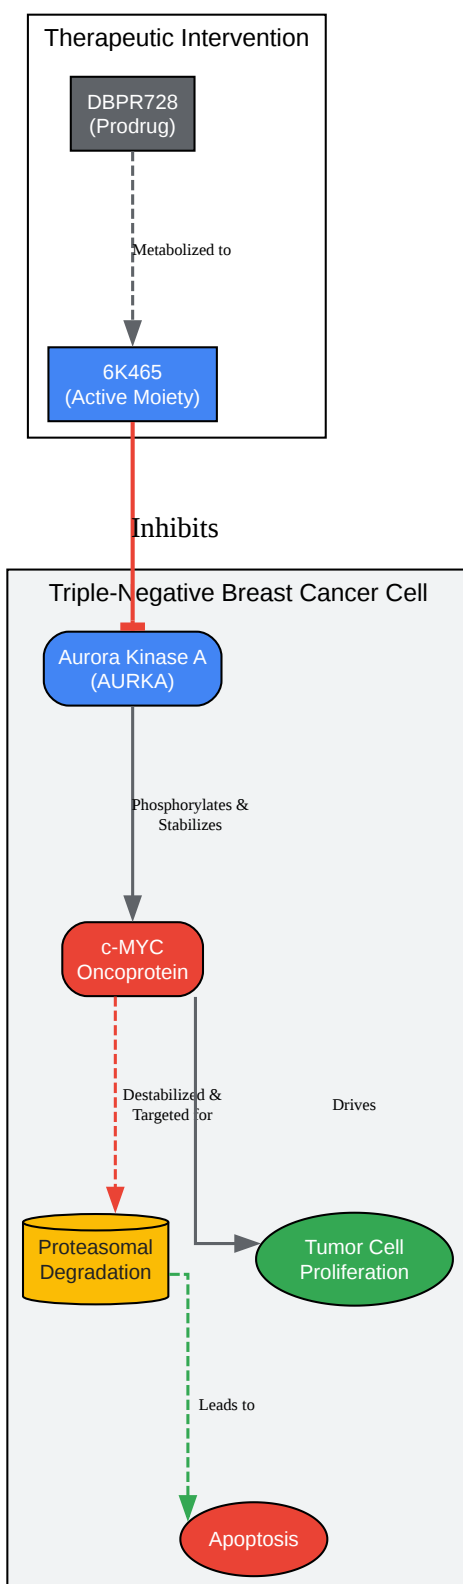 Therapeutic Intervention
DBPR728
(Prodrug)
Metabolized to
6K465
(Active Moiety)
Inhibits
Triple-Negative Breast Cancer Cell
Aurora Kinase A
(AURKA)
Phosphorylates &
Stabilizes
c-MYC
Oncoprotein
Destabilized &
Targeted for
Drives
Proteasomal
Degradation
Tumor Cell
Proliferation
Leads to
Apoptosis